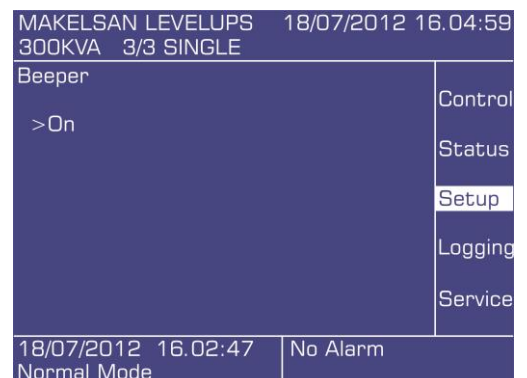 MAKELSAN LEVELUPS 18/07/2012 16.04:59
300KVA 3/3 SINGLE
Beeper
>On
Control
Status
Setup
Logging
Service
18/07/2012 16.02:47 No Alarm
Normal Mode